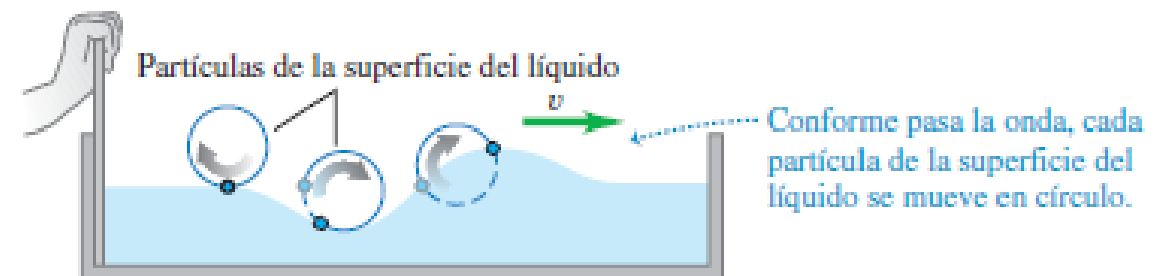 Partículas de la superficie del líquido
v
Conforme pasa la onda, cada
partícula de la superficie del
líquido se mueve en círculo.